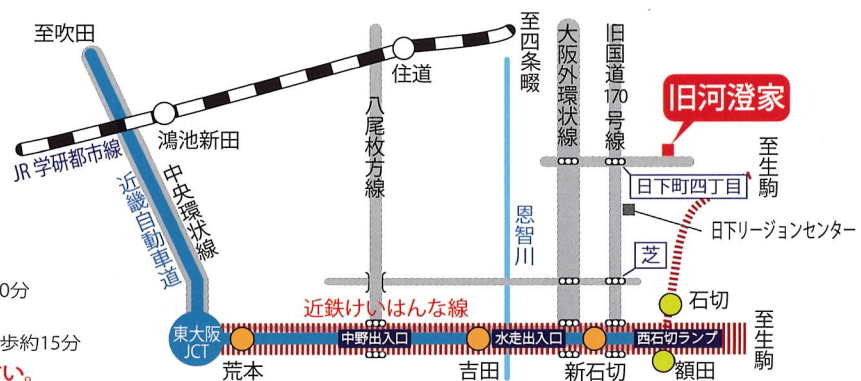 至吹田
至四条畷
大阪外環状線
旧国道170号線
住道
旧河澄家
八尾枚方線
鴻池新田
至生駒
JR学研都市線
中央環状線
近畿自動車道
日下町四丁目
恩智川
日下リージョンセンター
芝
0分
近鉄けいはんな線
石切
東大阪
JCT
中野出入口
水走出入口
西石切ランプ
至生駒
歩約15分
荒本
吉田
新石切
額田
い。